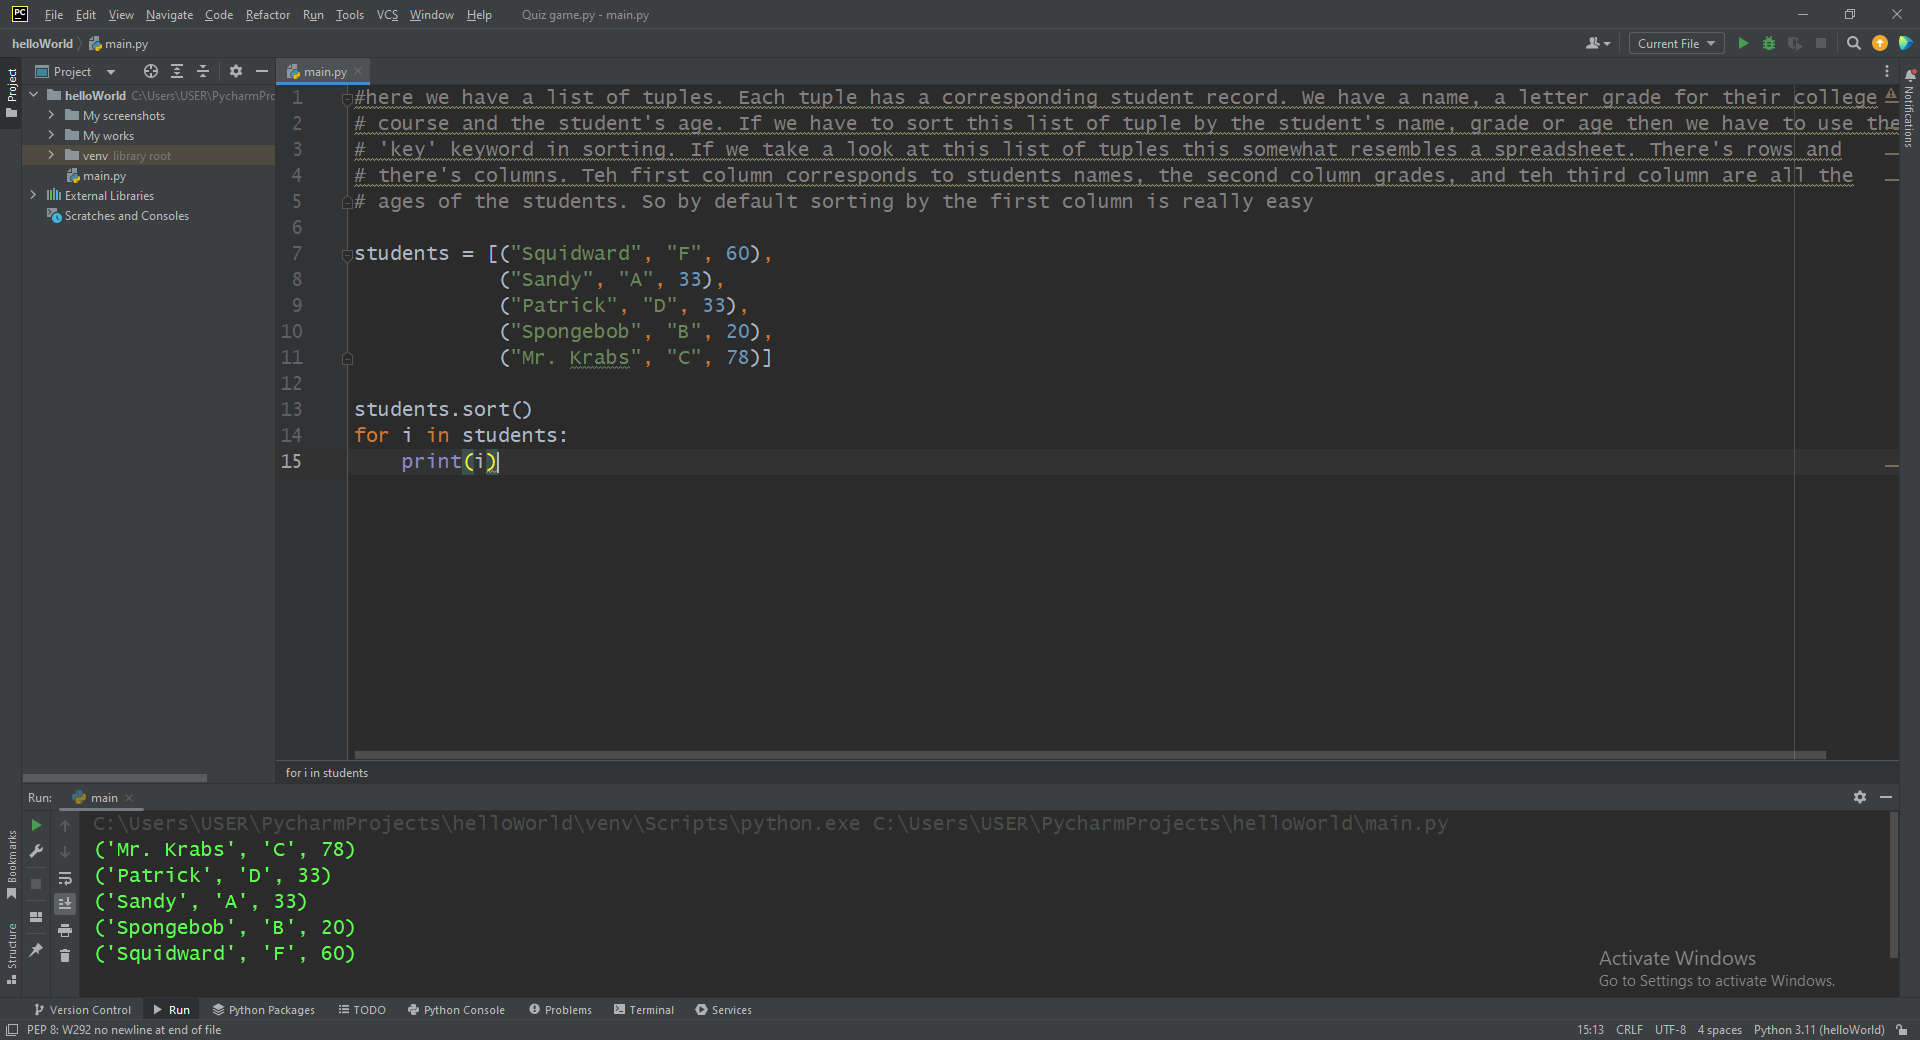 PC File Edit View Navigate Code Refactor Run Tools VCS Window Help Quiz game.py - main.py
helloWorld main.py Current File
Project main.py
helloWorld C:\Users\USER\PycharmPro
My screenshots
My works
venv library root
main.py
External Libraries
Scratches and Consoles
Project
Bookmarks
Structure
Notifications
1 #here we have a list of tuples. Each tuple has a corresponding student record. We have a name, a letter grade for their college
2 # course and the student's age. If we have to sort this list of tuple by the student's name, grade or age then we have to use the
3 # 'key' keyword in sorting. If we take a look at this list of tuples this somewhat resembles a spreadsheet. There's rows and
4 # there's columns. Teh first column corresponds to students names, the second column grades, and teh third column are all the
5 # ages of the students. So by default sorting by the first column is really easy
6
7 students = [("Squidward", "F", 60),
8 ("Sandy", "A", 33),
9 ("Patrick", "D", 33),
10 ("Spongebob", "B", 20),
11 ("Mr. Krabs", "C", 78)]
12
13 students.sort()
14 for i in students:
15 print(i)
for i in students
Run: main
C:\Users\USER\PycharmProjects\helloWorld\venv\Scripts\python.exe C:\Users\USER\PycharmProjects\helloWorld\main.py
('Mr. Krabs', 'C', 78)
('Patrick', 'D', 33)
('Sandy', 'A', 33)
('Spongebob', 'B', 20)
('Squidward', 'F', 60)
Activate Windows
Go to Settings to activate Windows.
Version Control Run Python Packages TODO Python Console Problems Terminal Services
PEP 8: W292 no newline at end of file 15:13 CRLF UTF-8 4 spaces Python 3.11 (helloWorld)